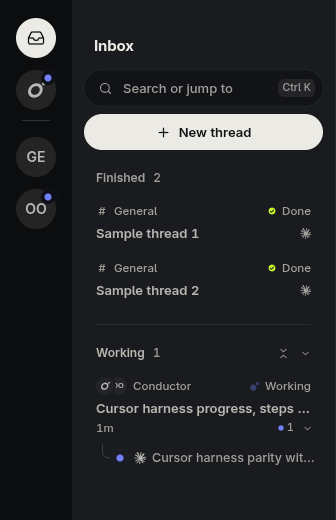 Inbox
Search or jump to Ctrl K
New thread
GE
OO
Finished 2
# General Done
Sample thread 1
# General Done
Sample thread 2
Working 1
Conductor Working
Cursor harness progress, steps ...
1m 1
Cursor harness parity wit...